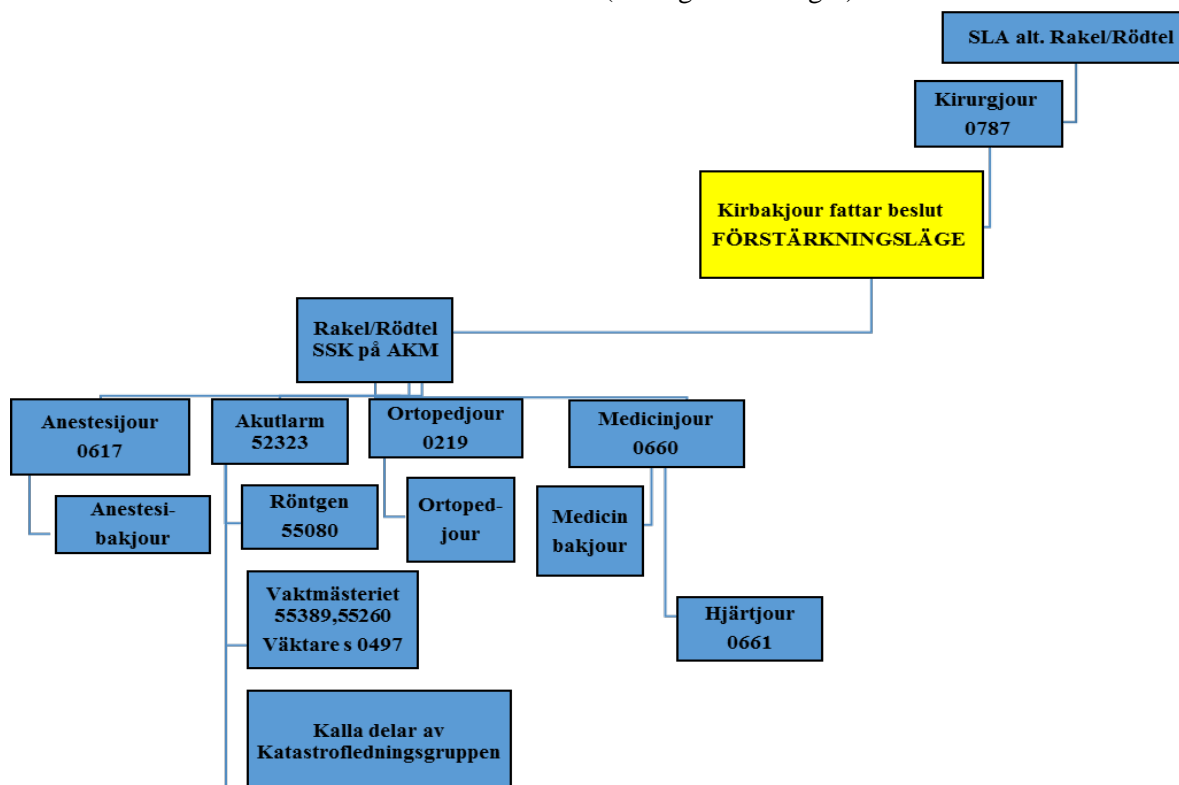 SLA alt. Rakel/Rödtel
Kirurgjour
0787
Kirbakjour fattar beslut
FÖRSTÄRKNINGSLÄGE
Rakel/Rödtel
SSK på AKM
Anestesijour
0617
Akutlarm
52323
Ortopedjour
0219
Medicinjour
0660
Anestesi-
bakjour
Röntgen
55080
Ortoped-
jour
Medicin
bakjour
Vaktmästeriet
55389,55260
Väktare s 0497
Hjärtjour
0661
Kalla delar av
Katastrofledningsgruppen